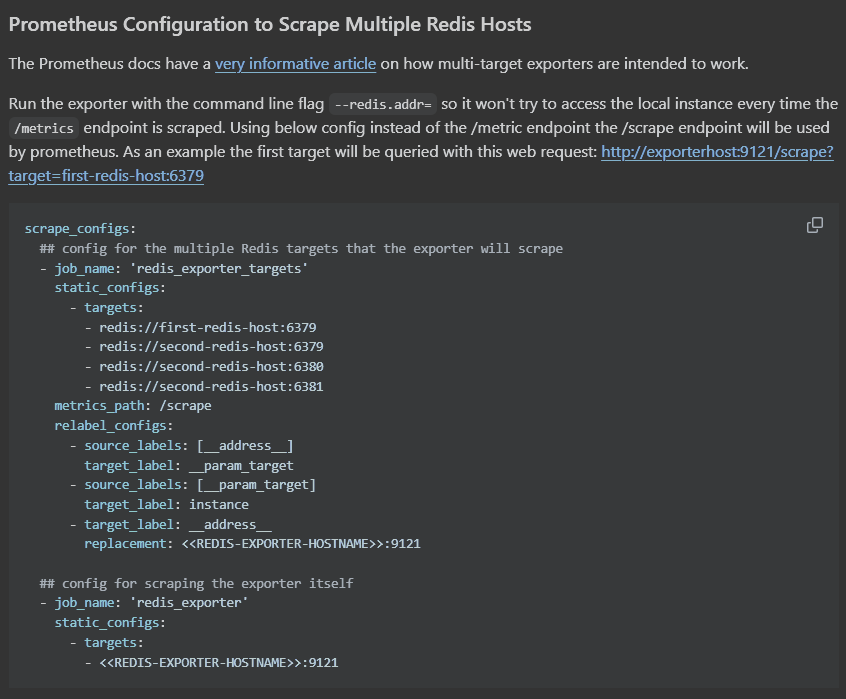 Prometheus Configuration to Scrape Multiple Redis Hosts
The Prometheus docs have a very informative article on how multi-target exporters are intended to work.
Run the exporter with the command line flag --redis.addr= so it won't try to access the local instance every time the
/metrics endpoint is scraped. Using below config instead of the /metric endpoint the /scrape endpoint will be used
by prometheus. As an example the first target will be queried with this web request: http://exporterhost:9121/scrape?
target=first-redis-host:6379
scrape_configs:
  ## config for the multiple Redis targets that the exporter will scrape
  - job_name: 'redis_exporter_targets'
    static_configs:
      - targets:
        - redis://first-redis-host:6379
        - redis://second-redis-host:6379
        - redis://second-redis-host:6380
        - redis://second-redis-host:6381
    metrics_path: /scrape
    relabel_configs:
      - source_labels: [__address__]
        target_label: __param_target
      - source_labels: [__param_target]
        target_label: instance
      - target_label: __address__
        replacement: <<REDIS-EXPORTER-HOSTNAME>>:9121
  ## config for scraping the exporter itself
  - job_name: 'redis_exporter'
    static_configs:
      - targets:
        - <<REDIS-EXPORTER-HOSTNAME>>:9121